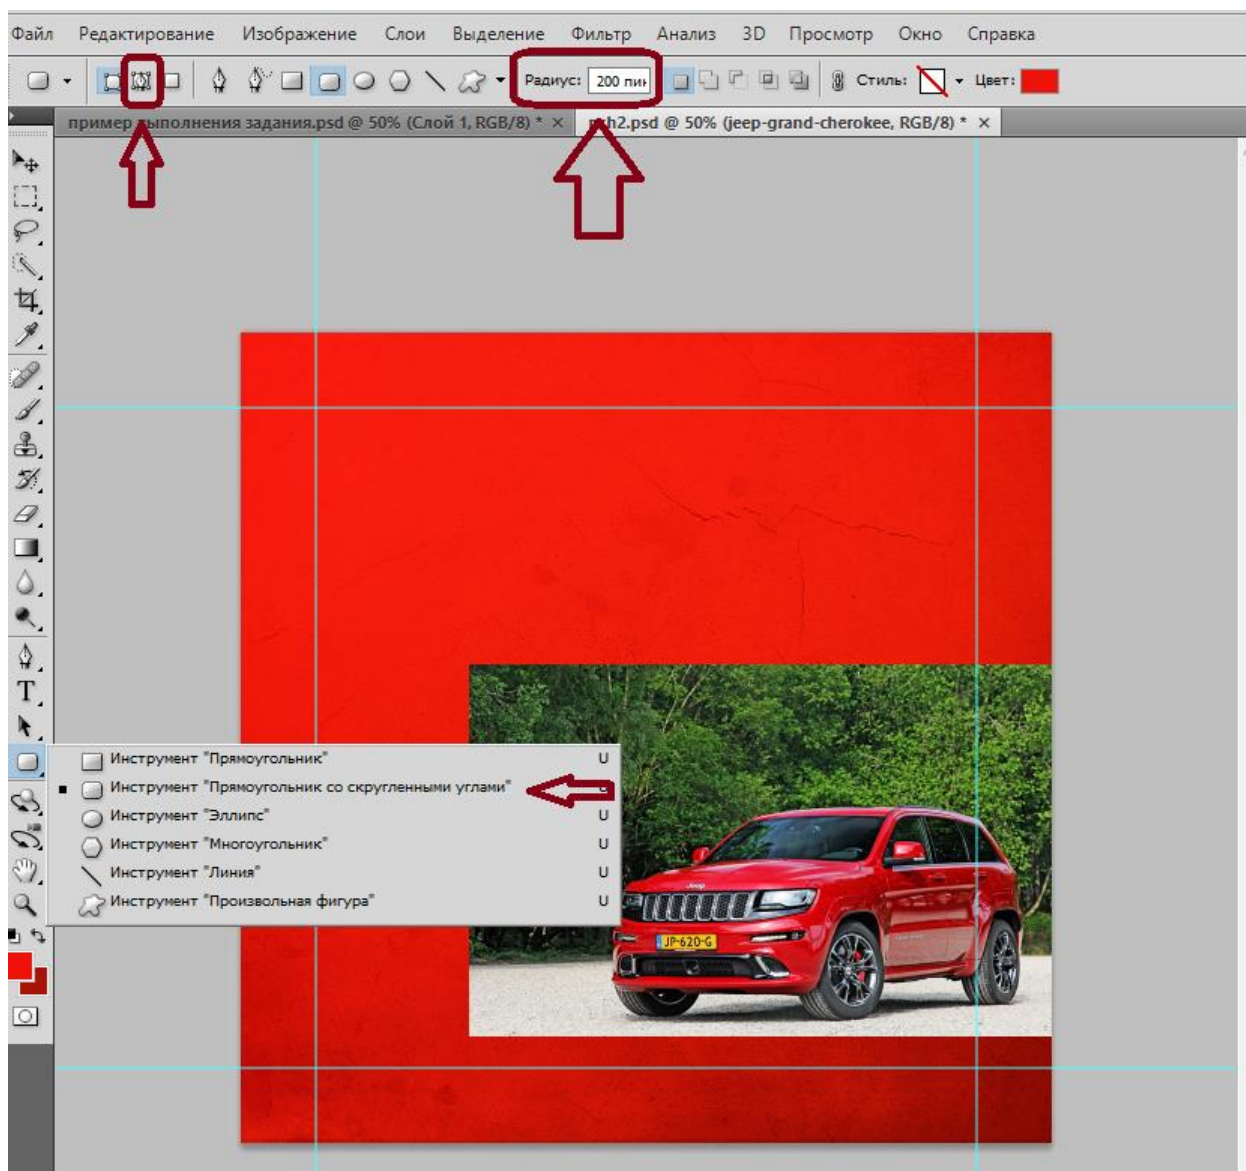 Файл Редактирование Изображение Слои Выделение Фильтр Анализ 3D Просмотр Окно Справка
Радиус: 200 пик Стиль: Цвет:
пример выполнения задания.psd @ 50% (Слой 1, RGB/8) * × .psd @ 50% (jeep-grand-cherokee, RGB/8) * ×
T
Инструмент "Прямоугольник" U
Инструмент "Прямоугольник со скругленными углами"
Инструмент "Эллипс" U
Инструмент "Многоугольник" U
Инструмент "Линия" U
Инструмент "Произвольная фигура" U
Jeep
JP-620-G